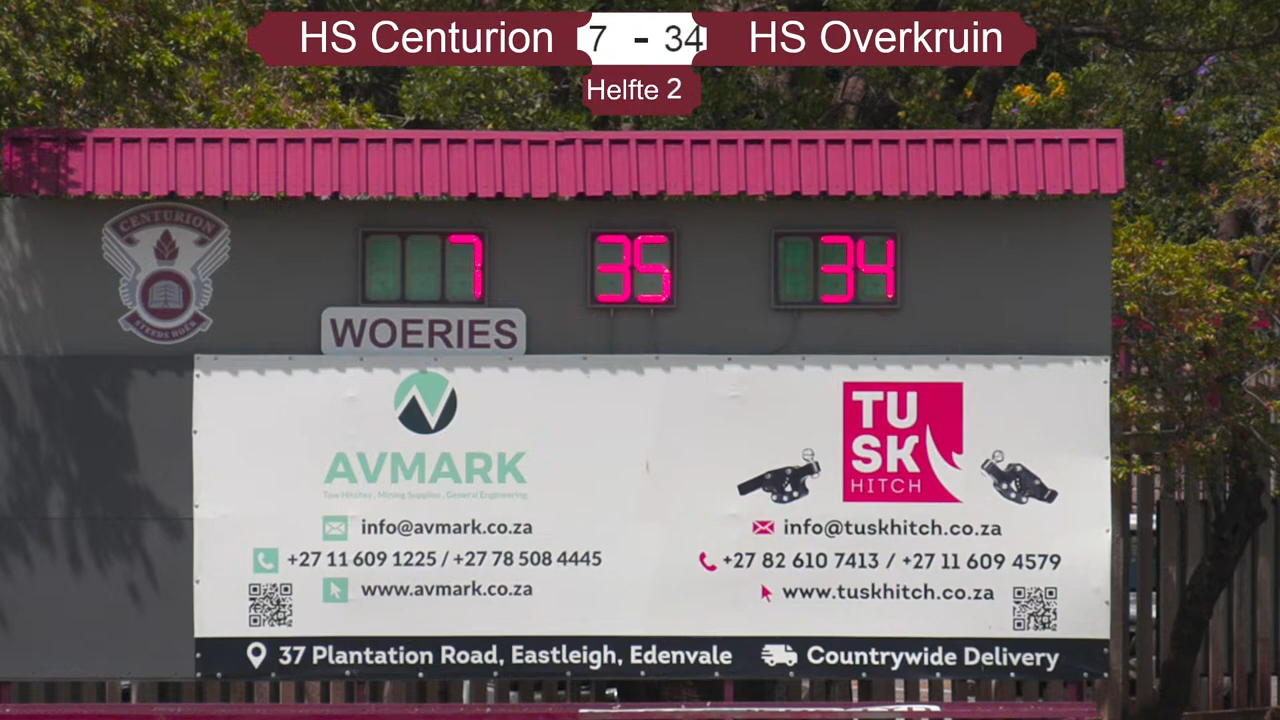 HS Centurion 7 - 34 HS Overkruin
Helfte 2
CENTURION
STEEDS HOËR
7 35 34
WOERIES
AVMARK
Tow Hitches, Mining Supplies, General Engineering
info@avmark.co.za
+27 11 609 1225 / +27 78 508 4445
www.avmark.co.za
TU
SK
HITCH
info@tuskhitch.co.za
+27 82 610 7413 / +27 11 609 4579
www.tuskhitch.co.za
37 Plantation Road, Eastleigh, Edenvale
Countrywide Delivery